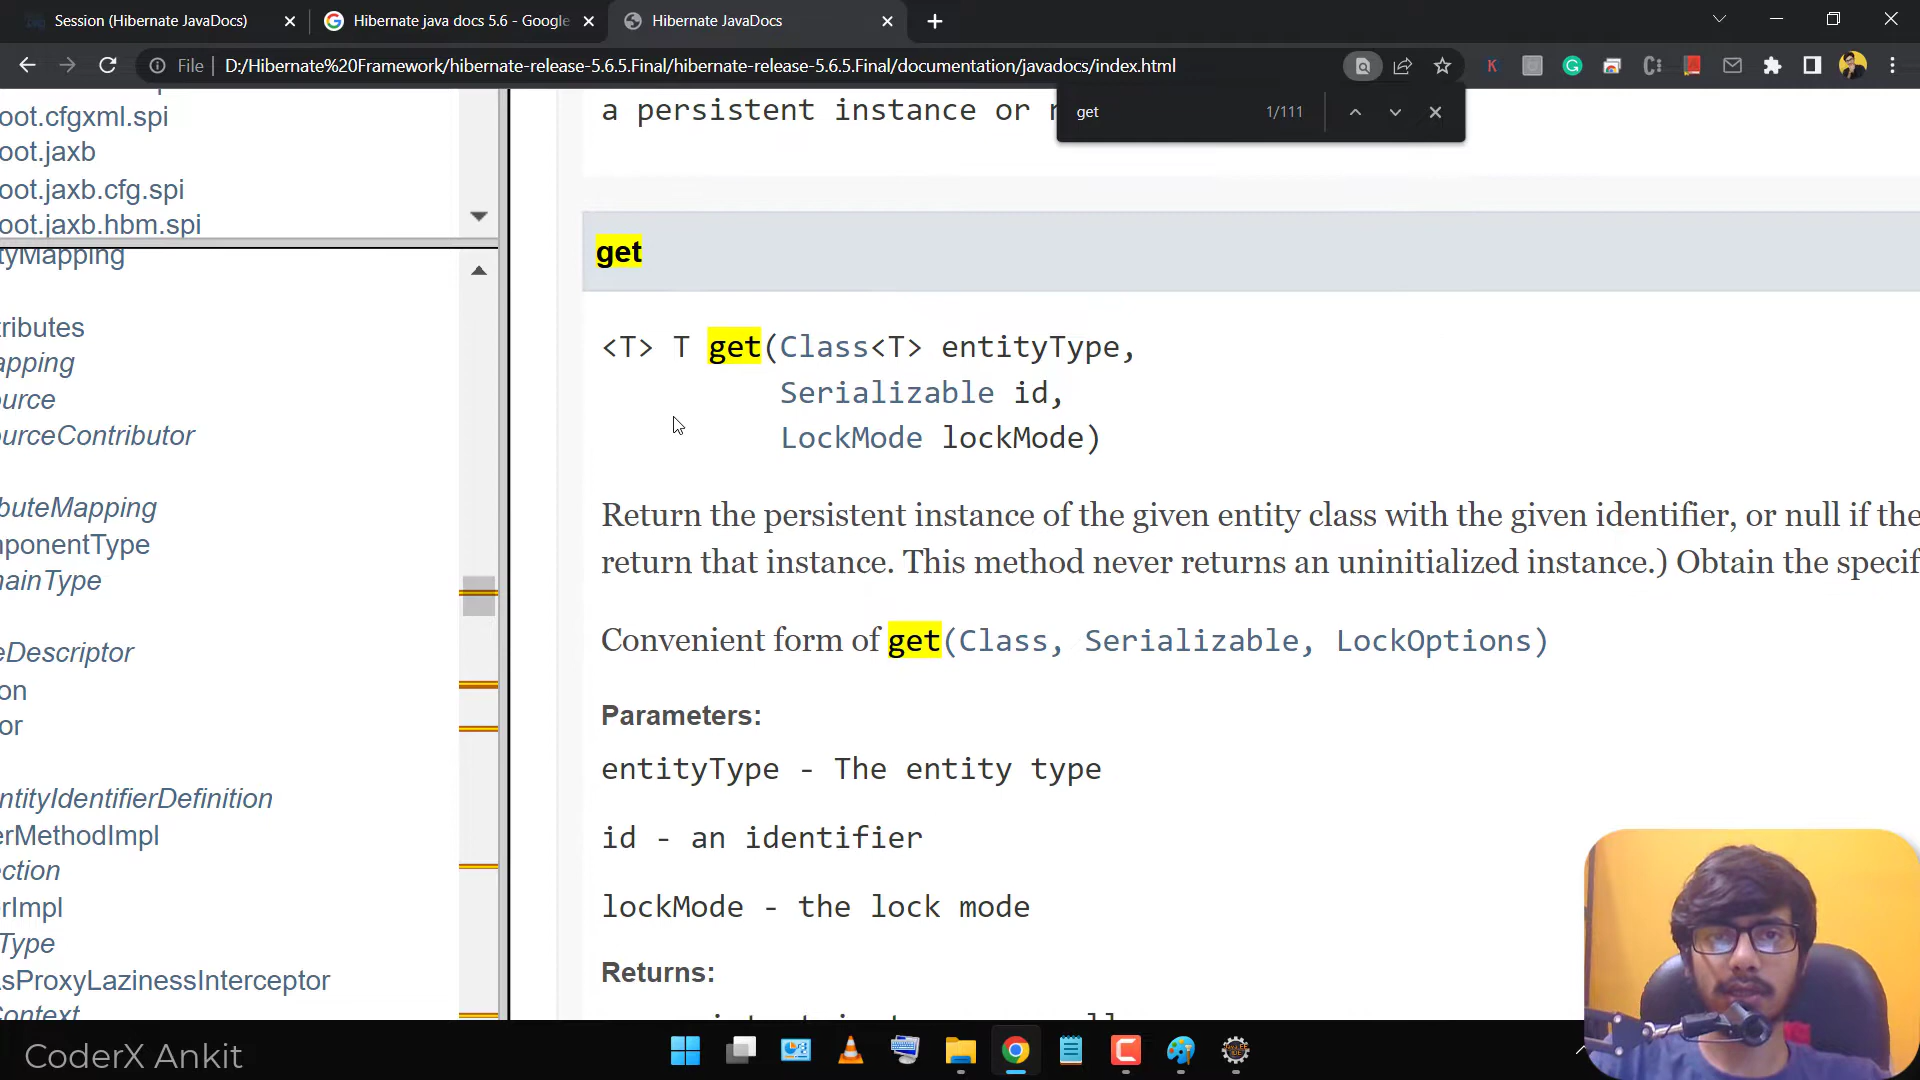 Session (Hibernate JavaDocs)
Hibernate java docs 5.6 - Google
Hibernate JavaDocs
File
D:/Hibernate%20Framework/hibernate-release-5.6.5.Final/hibernate-release-5.6.5.Final/documentation/javadocs/index.html
get
1/111
oot.cfgxml.spi
oot.jaxb
oot.jaxb.cfg.spi
oot.jaxb.hbm.spi
tyMapping
ributes
apping
ource
ourceContributor
buteMapping
ponentType
nainType
eDescriptor
on
or
ntityIdentifierDefinition
erMethodImpl
ection
rImpl
Type
sProxyLazinessInterceptor
Context
a persistent instance or
get
<T> T get(Class<T> entityType,
Serializable id,
LockMode lockMode)
Return the persistent instance of the given entity class with the given identifier, or null if the
return that instance. This method never returns an uninitialized instance.) Obtain the specif
Convenient form of get(Class, Serializable, LockOptions)
Parameters:
entityType - The entity type
id - an identifier
lockMode - the lock mode
Returns:
CoderX Ankit